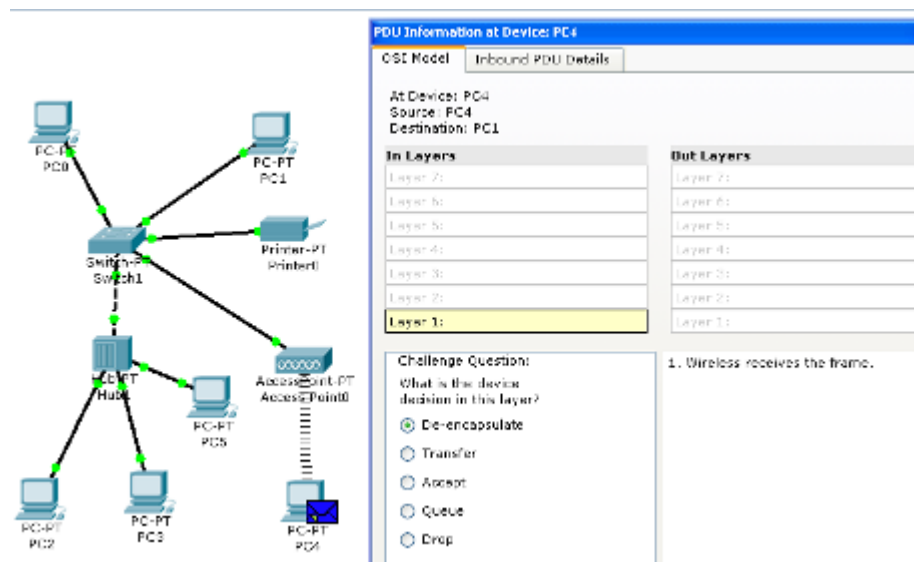 PDU Information at Device: PC4
OSI Model
Inbound PDU Details
At Device: PC4
Source: PC4
Destination: PC1
In Layers
Layer 7:
Layer 6:
Layer 5:
Layer 4:
Layer 3:
Layer 2:
Layer 1:
Out Layers
Layer 7:
Layer 6:
Layer 5:
Layer 4:
Layer 3:
Layer 2:
Layer 1:
Challenge Question:
What is the device
decision in this layer?
De-encapsulate
Transfer
Accept
Queue
Drop
1. Wireless receives the frame.
PC-PT
PC0
PC-PT
PC1
Printer-PT
Printer0
Switch-PT
Switch1
AccessPoint-PT
Access Point0
Hub-PT
Hub1
PC-PT
PC5
PC-PT
PC2
PC-PT
PC3
PC-PT
PC4